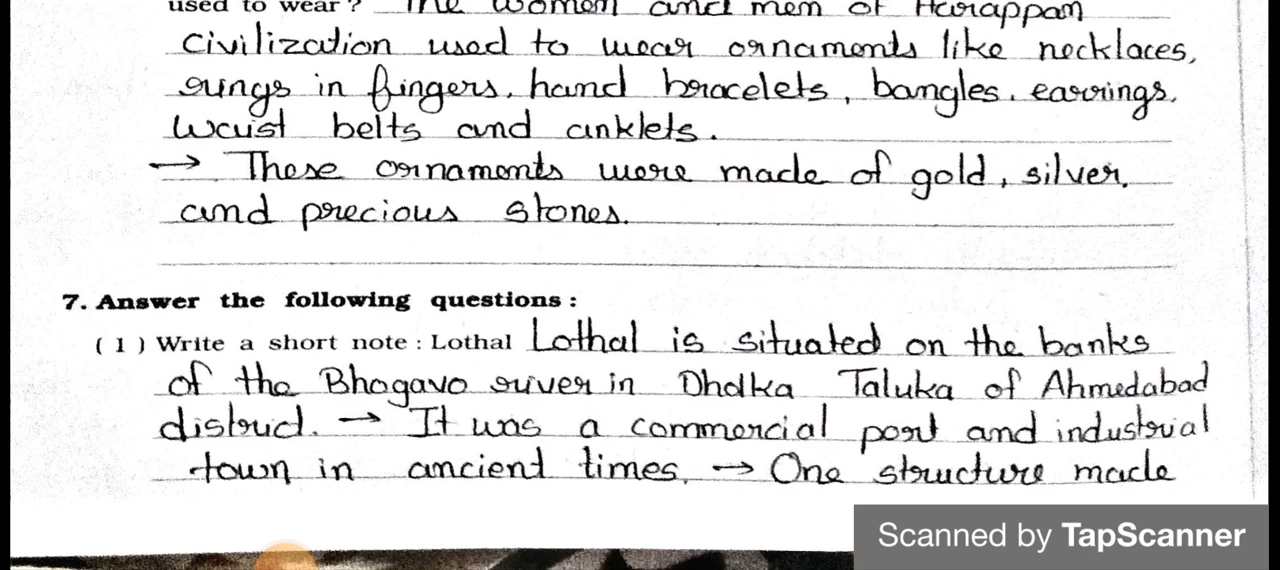 used to wear ? The women and men of Harappan
civilization used to wear ornaments like necklaces,
rings in fingers, hand bracelets, bangles, earrings,
waist belts and anklets.
→ These ornaments were made of gold, silver,
and precious stones.
7. Answer the following questions :
( 1 ) Write a short note : Lothal Lothal is situated on the banks
of the Bhogavo river in Dholka Taluka of Ahmedabad
district. → It was a commercial port and industrial
town in ancient times. → One structure made
Scanned by TapScanner